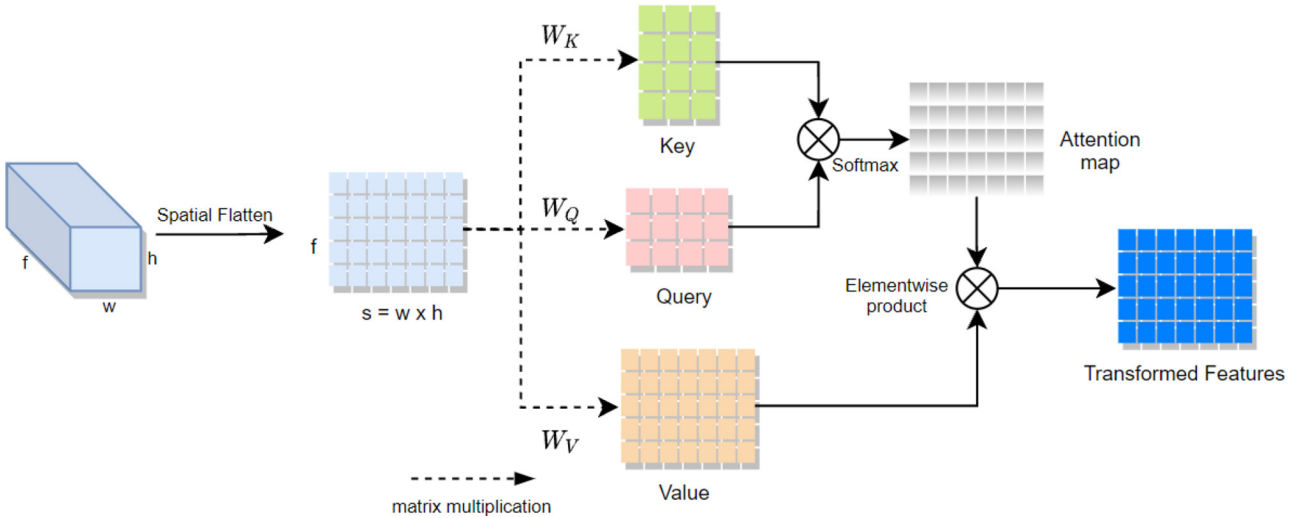 W_K
Key
Softmax
Attention
map
Spatial Flatten
f
h
w
f
s = w x h
W_Q
Query
Elementwise
product
Transformed Features
W_V
Value
matrix multiplication